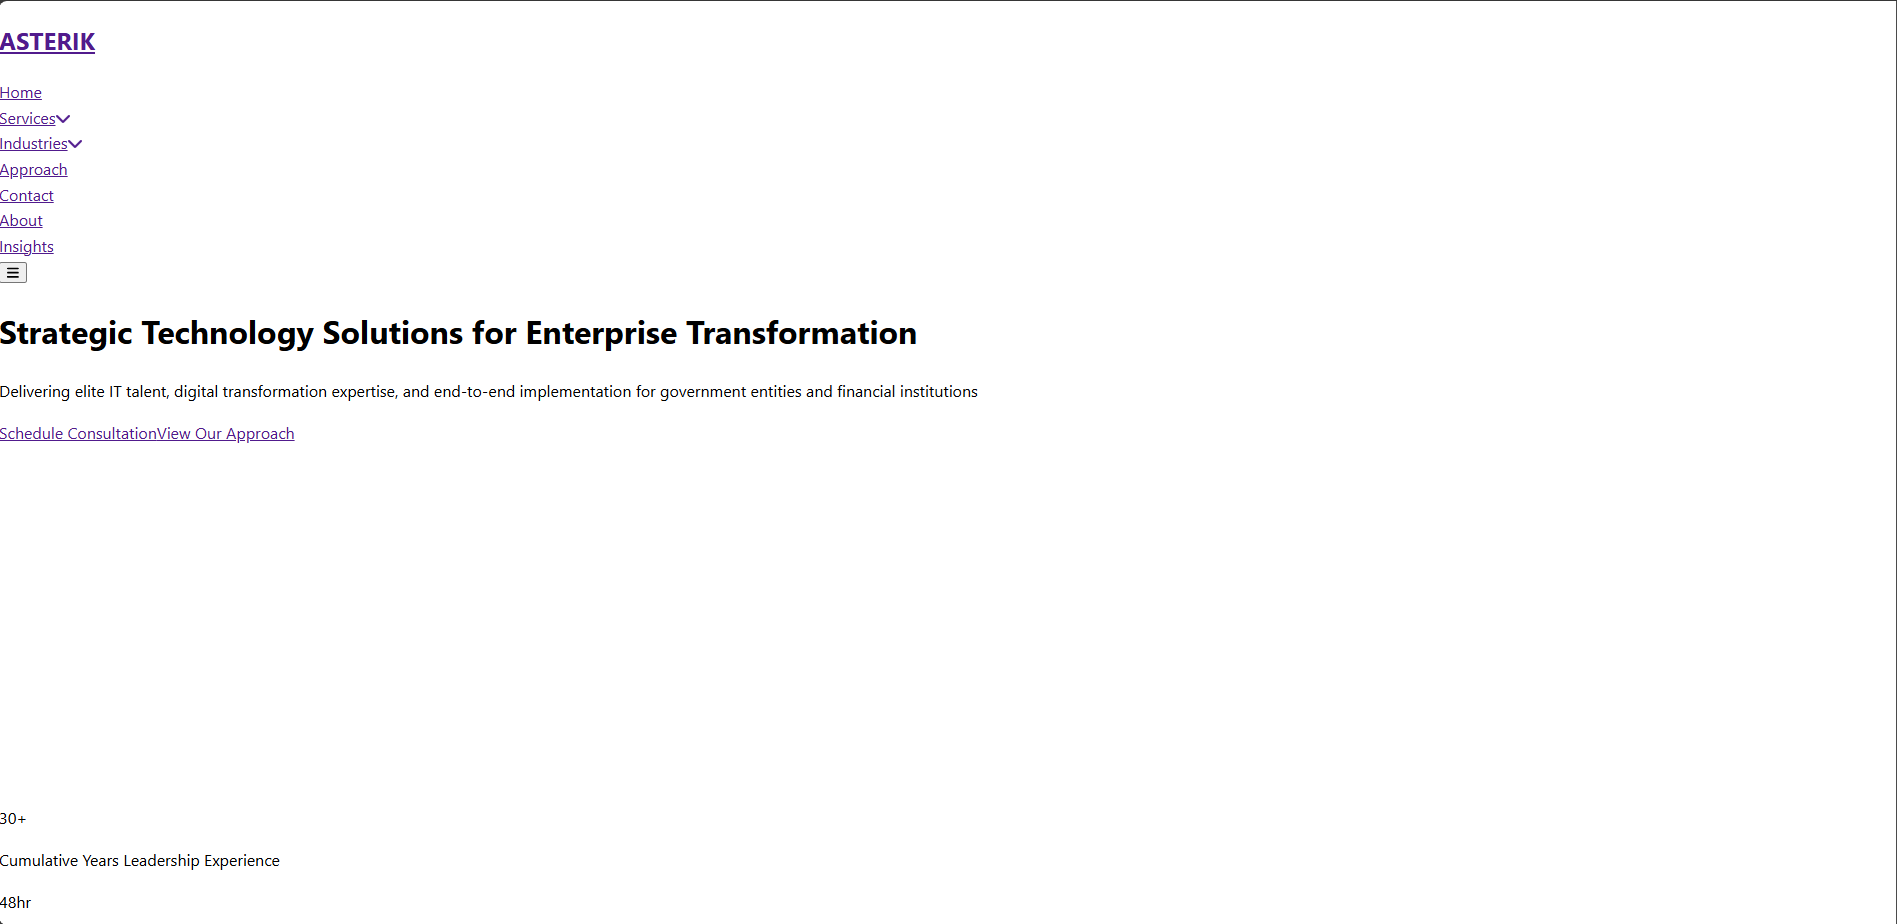 ASTERIK
Home
Services
Industries
Approach
Contact
About
Insights
Strategic Technology Solutions for Enterprise Transformation
Delivering elite IT talent, digital transformation expertise, and end-to-end implementation for government entities and financial institutions
Schedule ConsultationView Our Approach
30+
Cumulative Years Leadership Experience
48hr